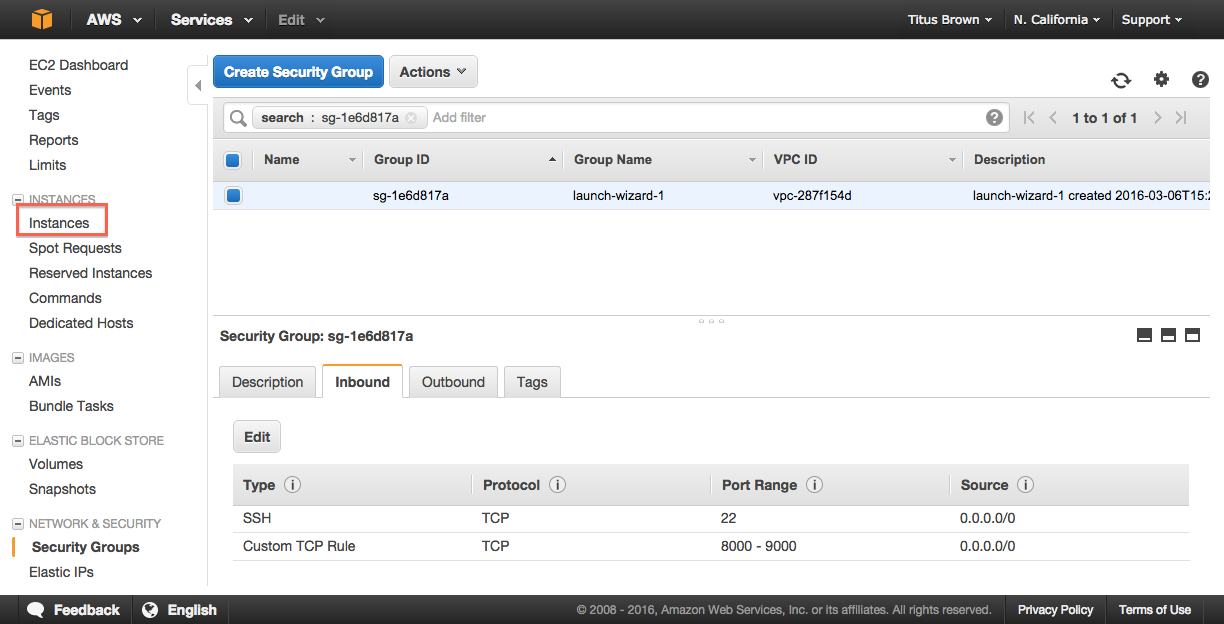 AWS Services Edit Titus Brown N. California Support
EC2 Dashboard
Events
Tags
Reports
Limits
INSTANCES
Instances
Spot Requests
Reserved Instances
Commands
Dedicated Hosts
IMAGES
AMIs
Bundle Tasks
ELASTIC BLOCK STORE
Volumes
Snapshots
NETWORK & SECURITY
Security Groups
Elastic IPs
Create Security Group Actions
search : sg-1e6d817a Add filter 1 to 1 of 1
Name Group ID Group Name VPC ID Description
sg-1e6d817a launch-wizard-1 vpc-287f154d launch-wizard-1 created 2016-03-06T15:2
Security Group: sg-1e6d817a
Description Inbound Outbound Tags
Edit
Type Protocol Port Range Source
SSH TCP 22 0.0.0.0/0
Custom TCP Rule TCP 8000 - 9000 0.0.0.0/0
Feedback English © 2008 - 2016, Amazon Web Services, Inc. or its affiliates. All rights reserved. Privacy Policy Terms of Use